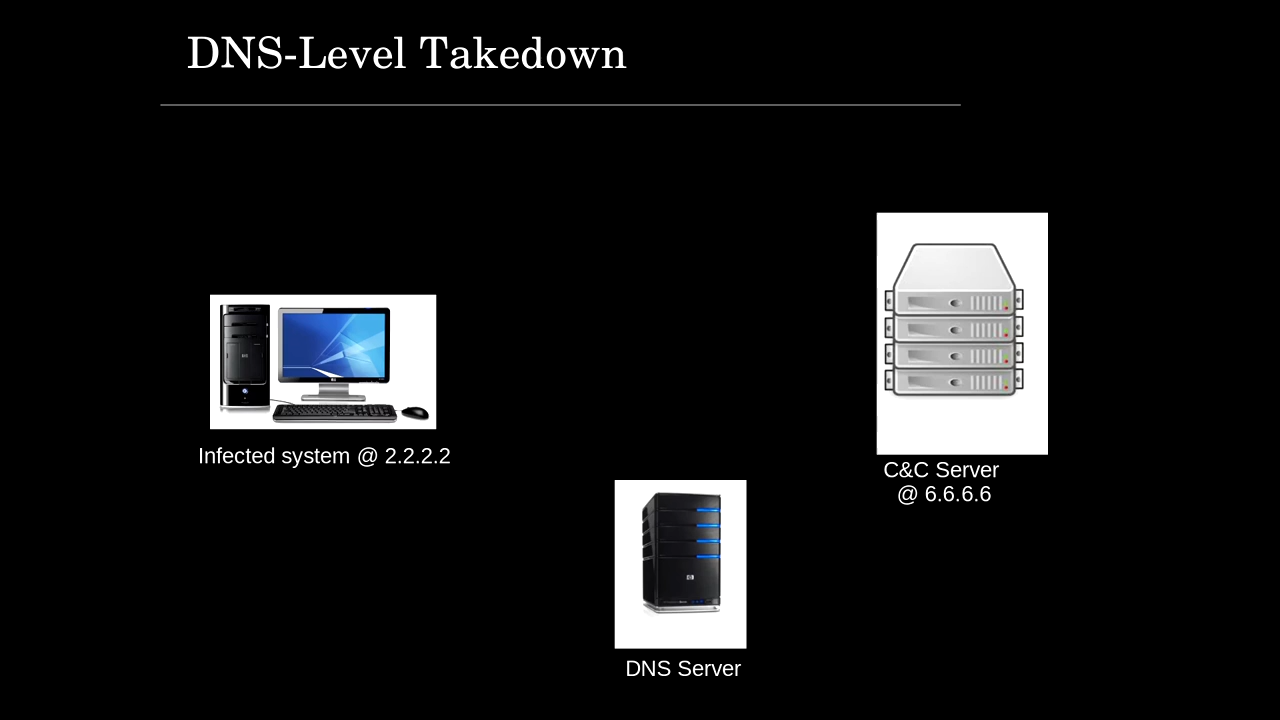 DNS-Level Takedown
Infected system @ 2.2.2.2
C&C Server
@ 6.6.6.6
DNS Server